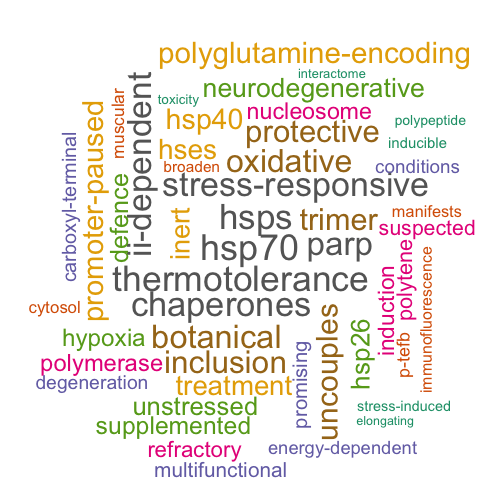 polyglutamine-encoding
interactome
neurodegenerative
toxicity
muscular
ii-dependent
promoter-paused
hsp40
nucleosome
polypeptide
protective
inducible
hses
broaden
oxidative
conditions
carboxyl-terminal
defence
stress-responsive
inert
hsps
trimer
manifests
suspected
hsp70
parp
polytene
induction
immunofluorescence
p-tefb
thermotolerance
chaperones
cytosol
hypoxia
botanical
uncouples
hsp26
promising
polymerase
inclusion
degeneration
treatment
unstressed
stress-induced
supplemented
elongating
refractory
energy-dependent
multifunctional